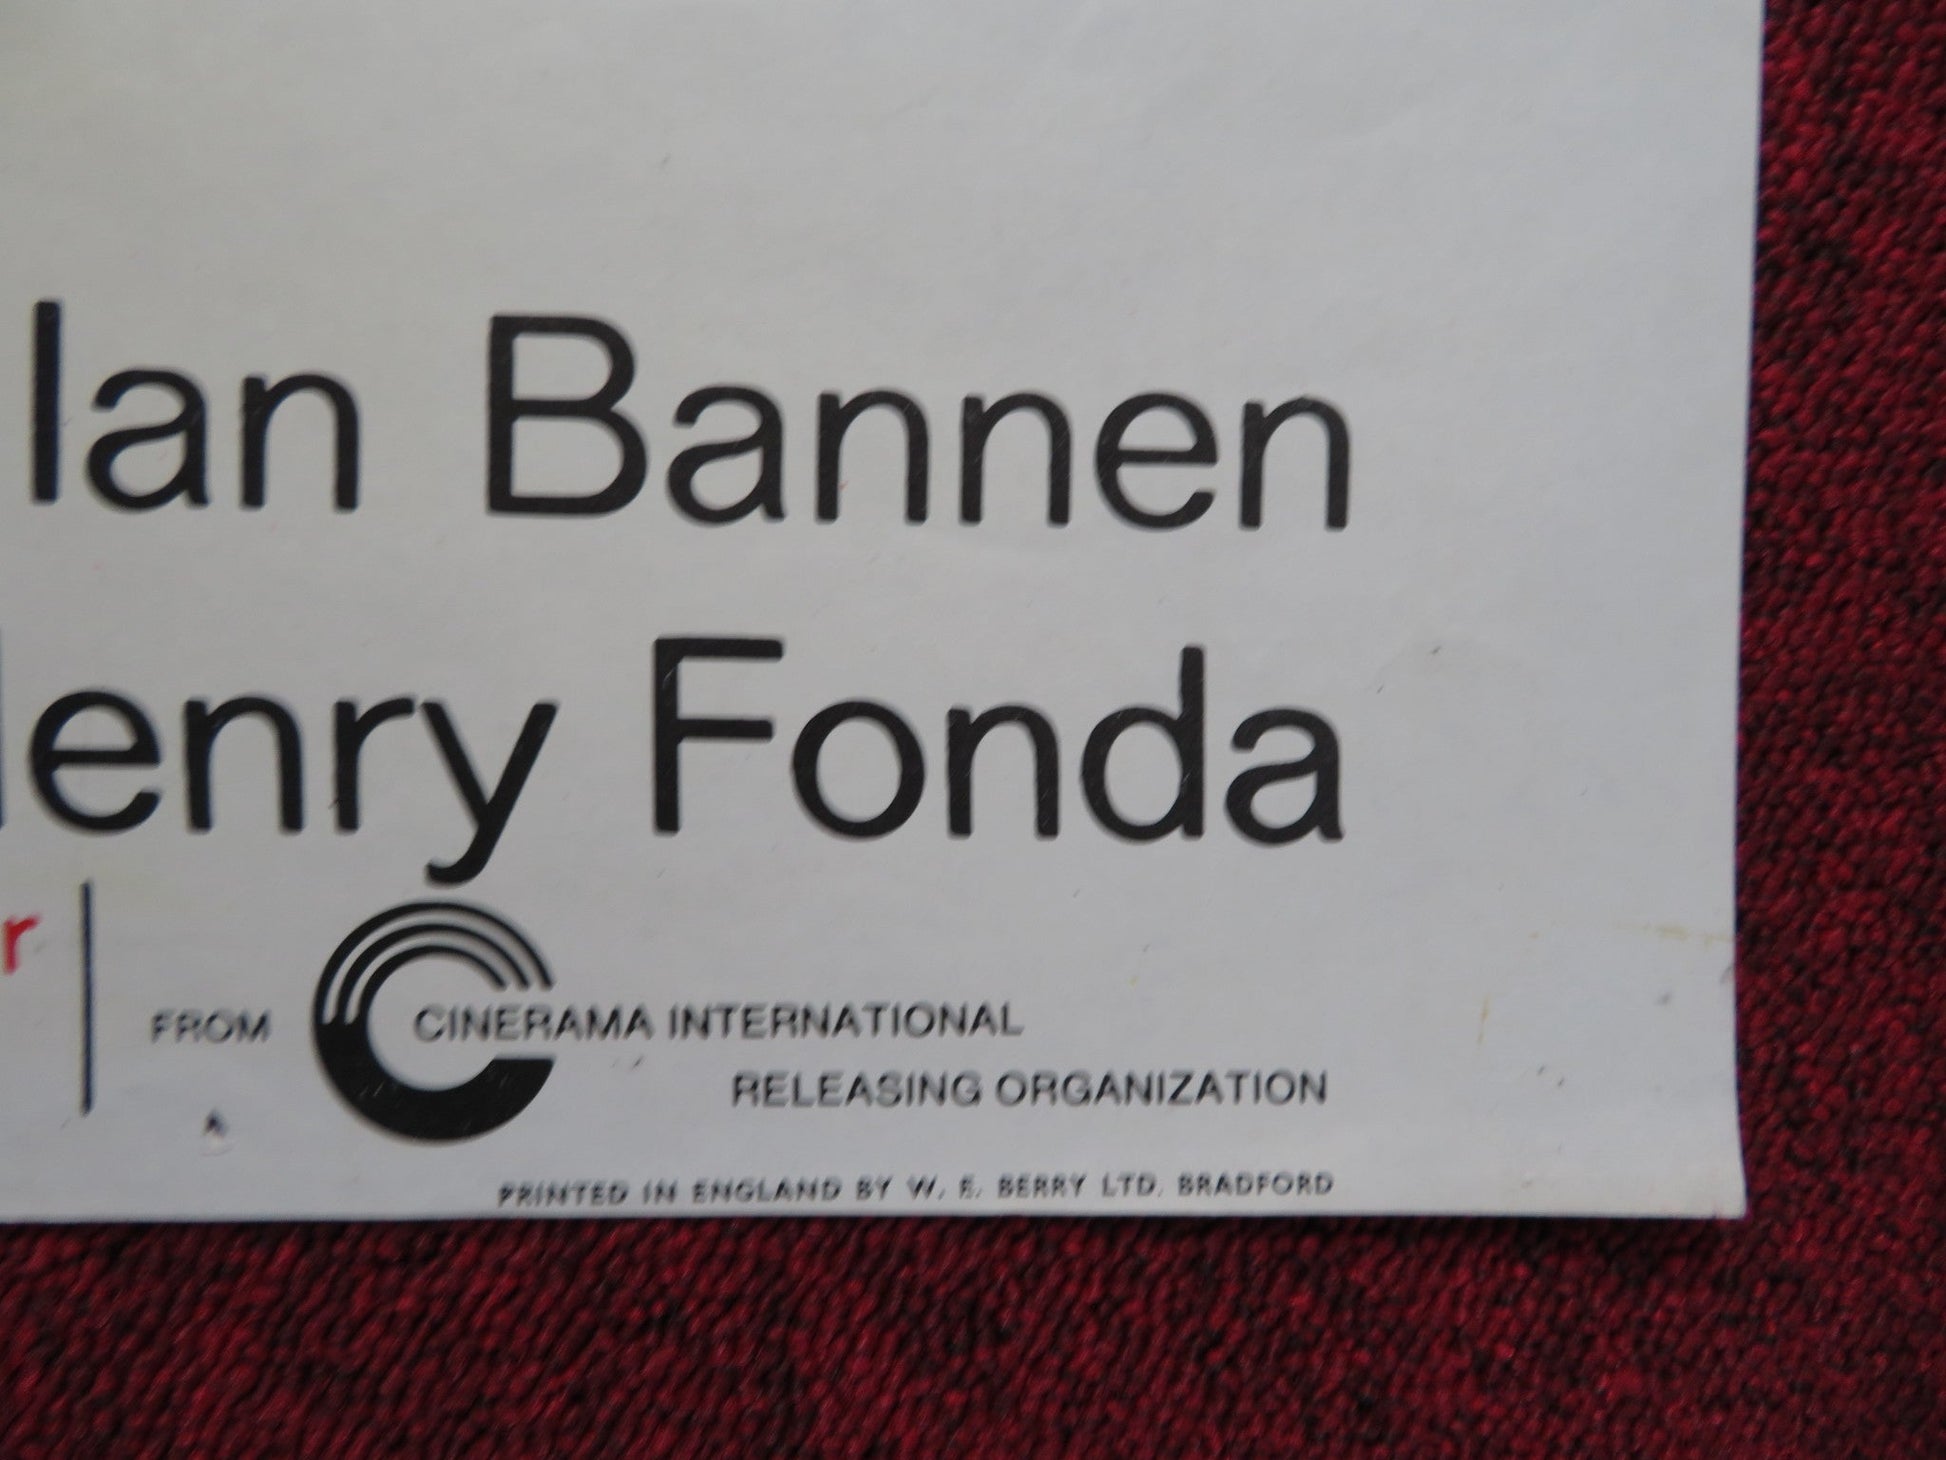 Ian Bannen
Henry Fonda
r
FROM CINERAMA INTERNATIONAL
RELEASING ORGANIZATION
PRINTED IN ENGLAND BY W. E. BERRY LTD. BRADFORD